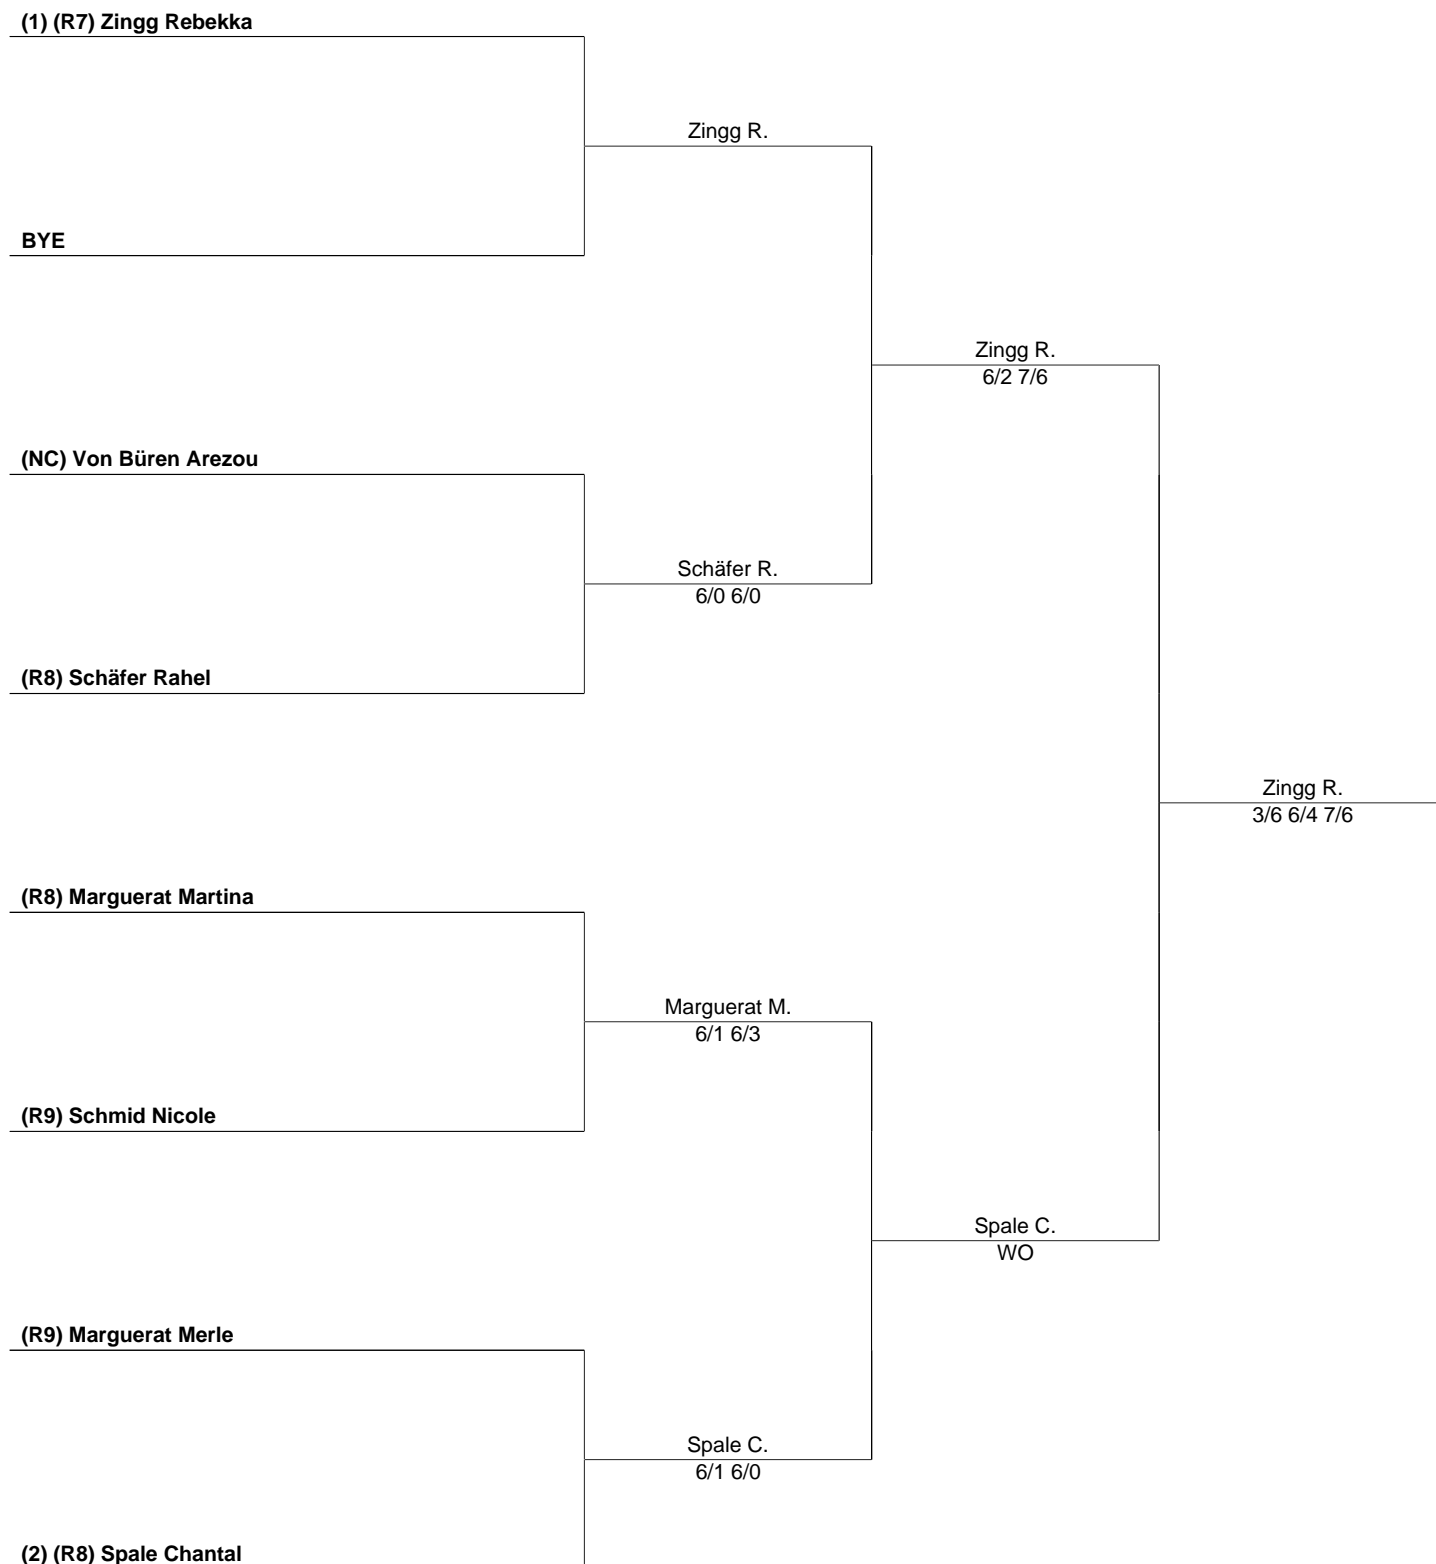 (1) (R7) Zingg Rebekka
Zingg R.
BYE
Zingg R.
6/2 7/6
(NC) Von Büren Arezou
Schäfer R.
6/0 6/0
(R8) Schäfer Rahel
Zingg R.
3/6 6/4 7/6
(R8) Marguerat Martina
Marguerat M.
6/1 6/3
(R9) Schmid Nicole
Spale C.
WO
(R9) Marguerat Merle
Spale C.
6/1 6/0
(2) (R8) Spale Chantal